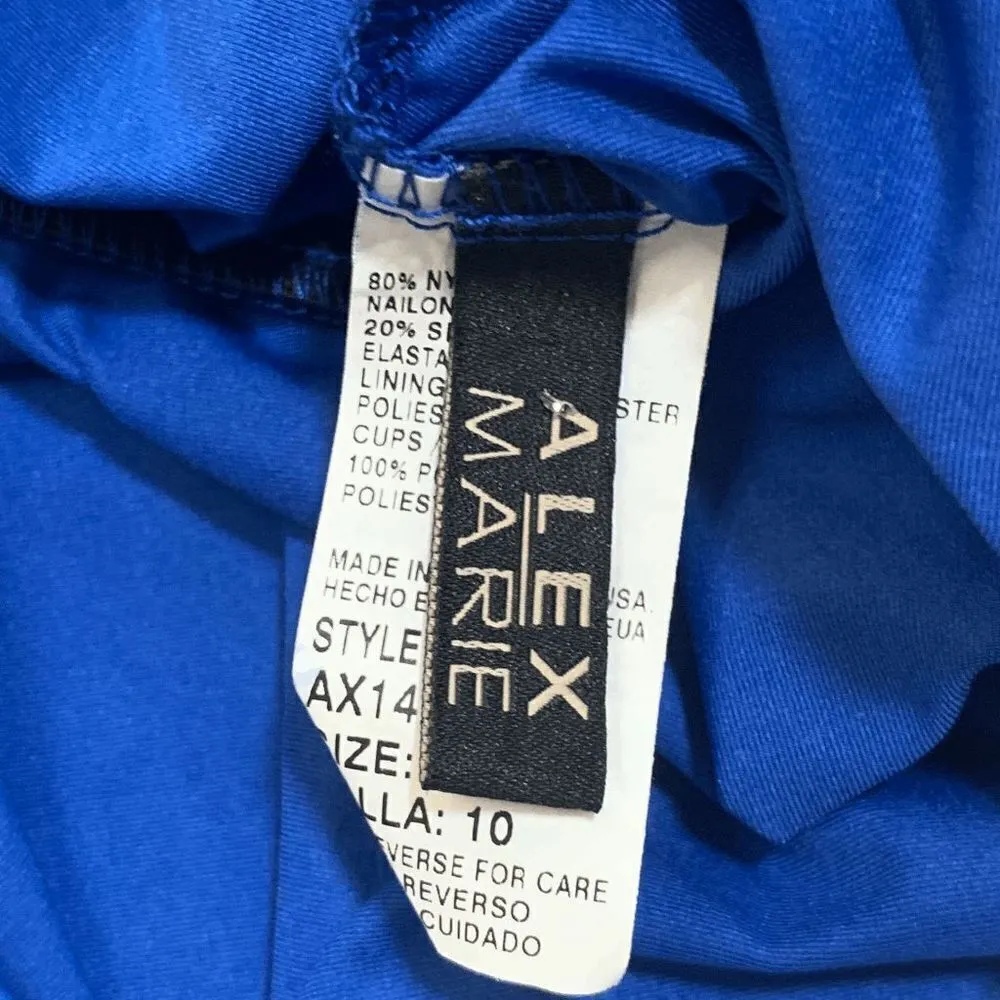 80% NY
NAILON
20% S
ELASTA
LINING
POLIES STER
CUPS /
100% P
POLIES
MADE IN USA.
HECHO E EUA
STYLE
AX14
IZE:
LLA: 10
EVERSE FOR CARE
REVERSO
CUIDADO
ALEX
MARIE